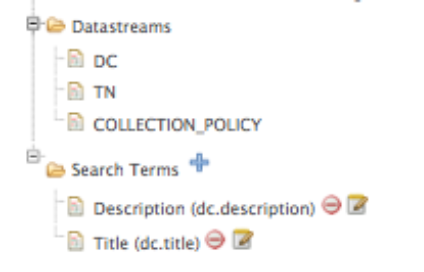 Datastreams
DC
TN
COLLECTION_POLICY
Search Terms
Description (dc.description)
Title (dc.title)